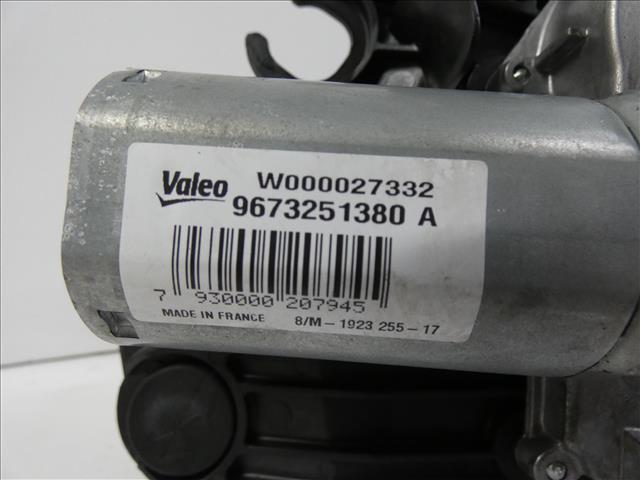 Valeo W000027332
9673251380 A
7 930000 207945
MADE IN FRANCE 8/M-1923 255-17